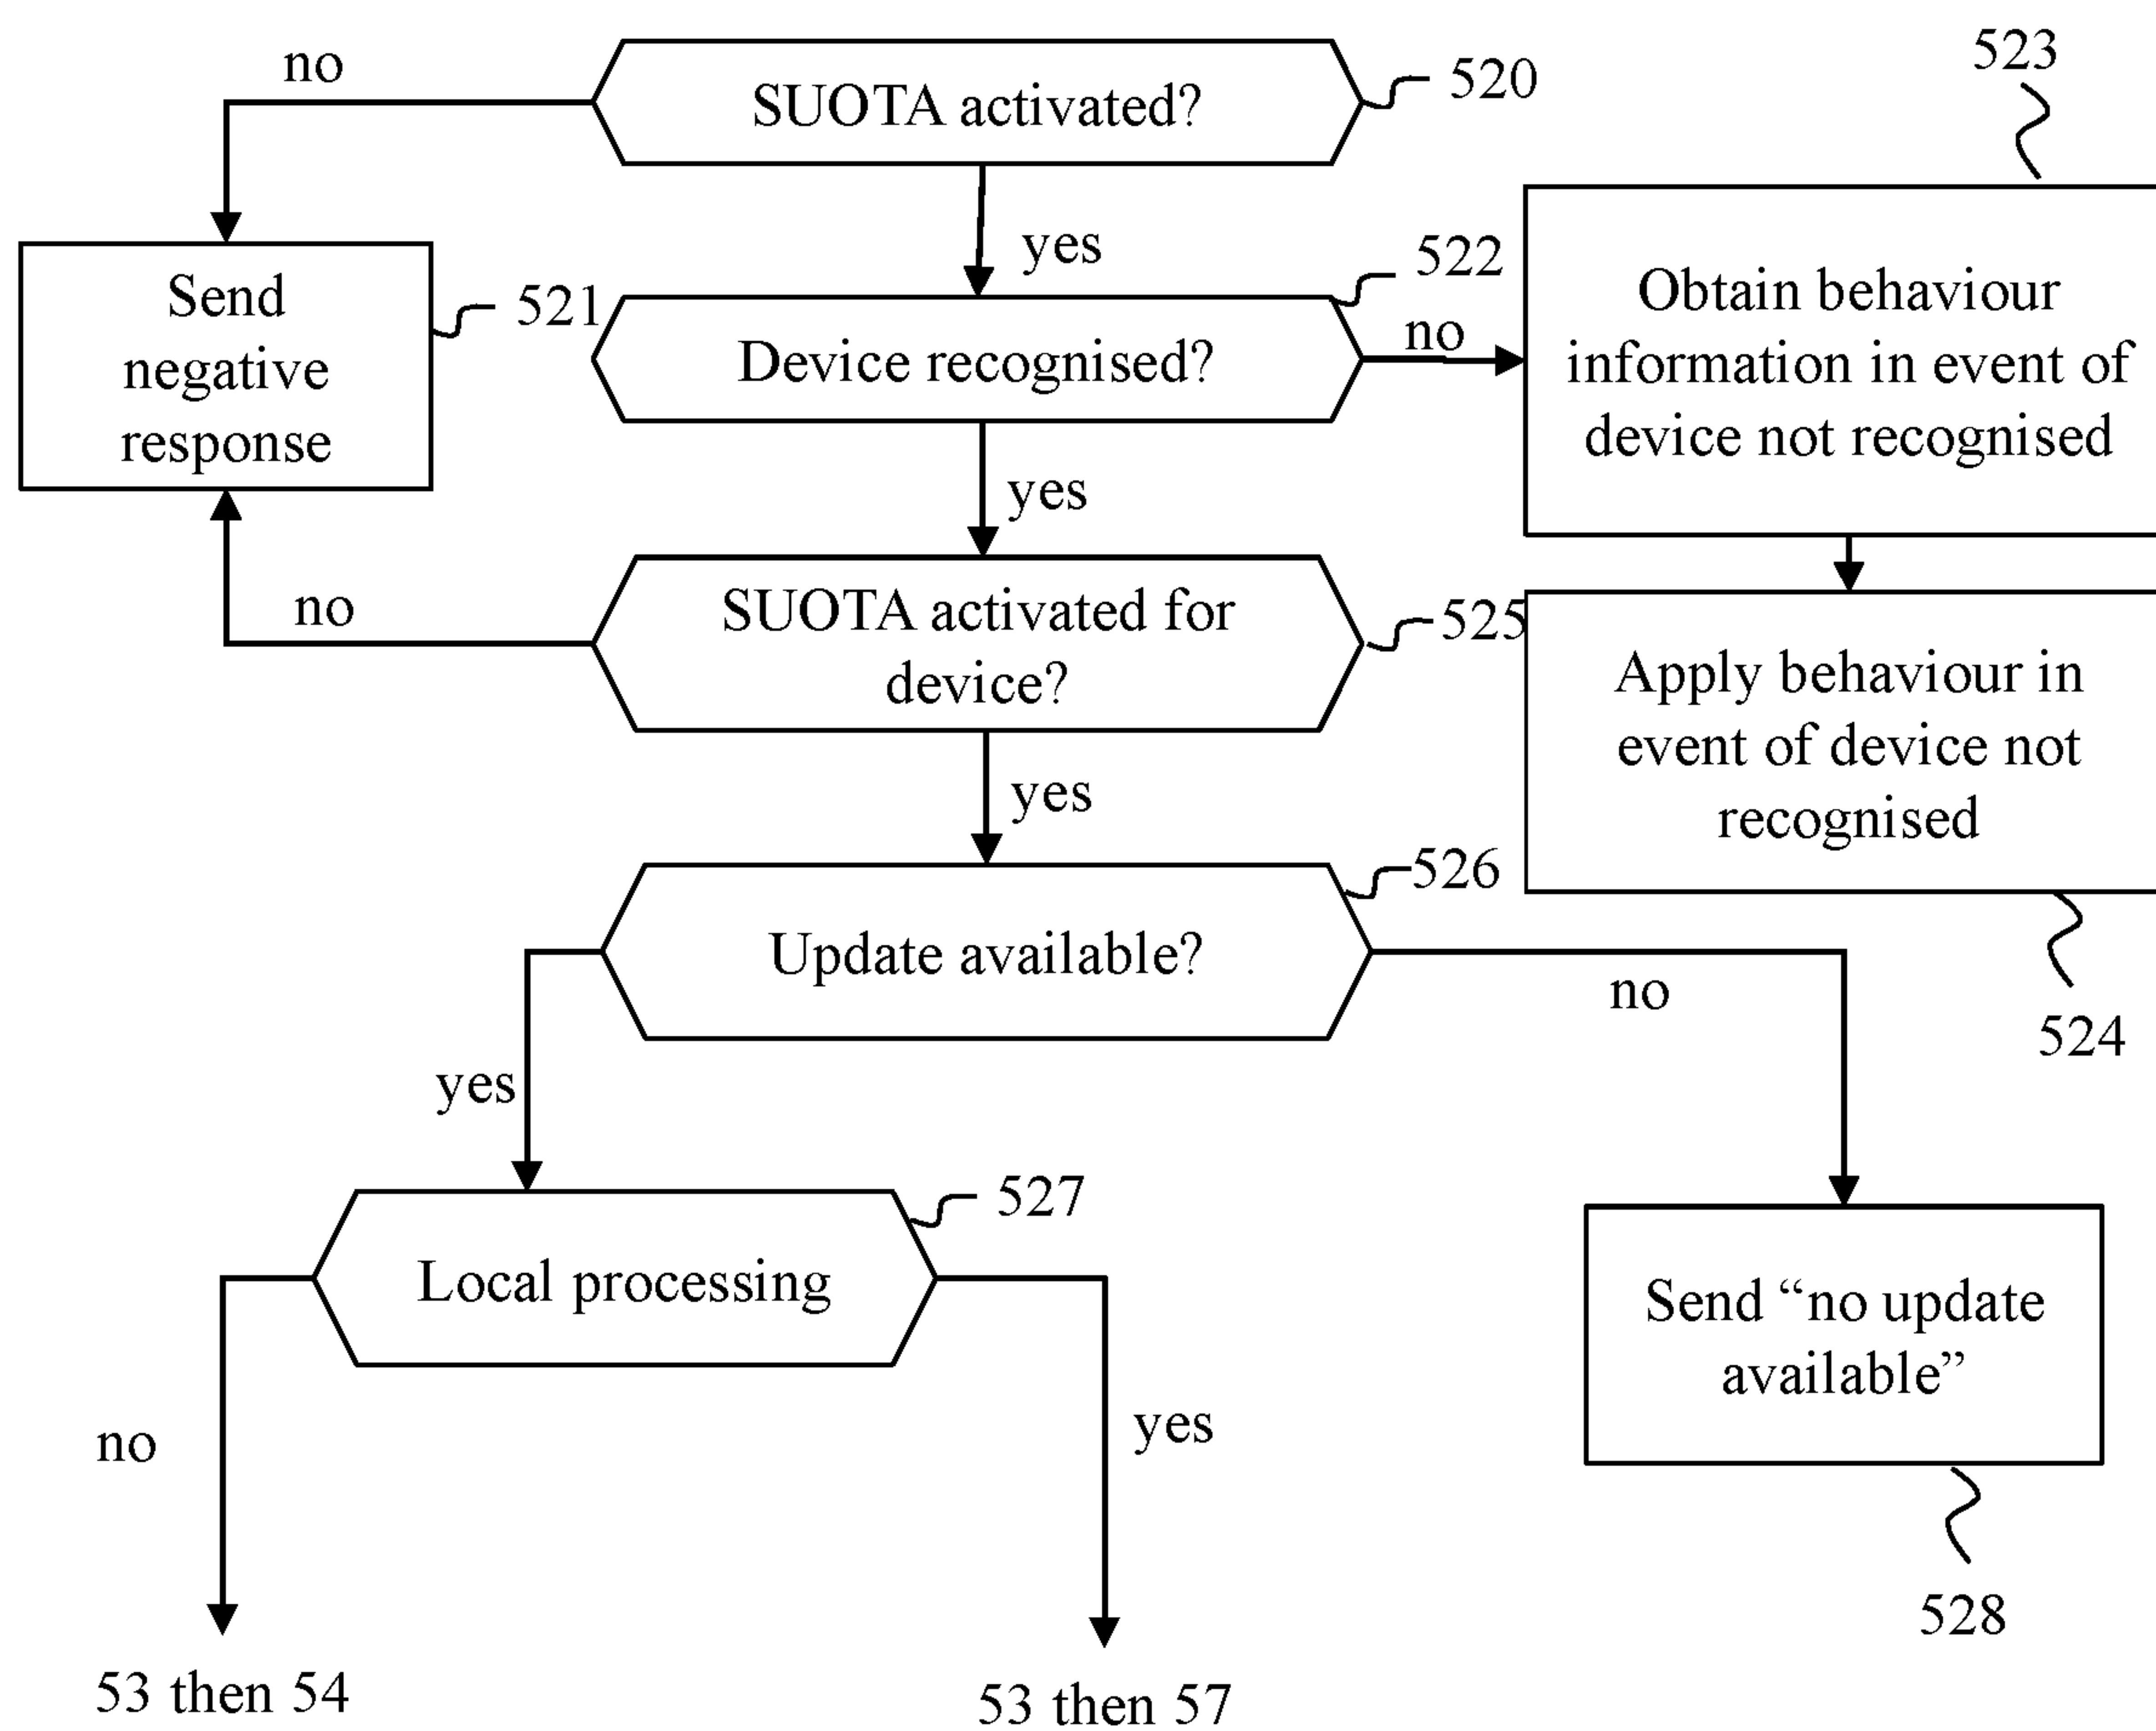 no
SUOTA activated?
520
523
yes
522
Send
negative
response
521
Device recognised?
no
Obtain behaviour
information in event of
device not recognised
yes
no
SUOTA activated for
device?
525
Apply behaviour in
event of device not
recognised
yes
526
Update available?
no
524
yes
527
Local processing
Send “no update
available”
no
yes
528
53 then 54
53 then 57